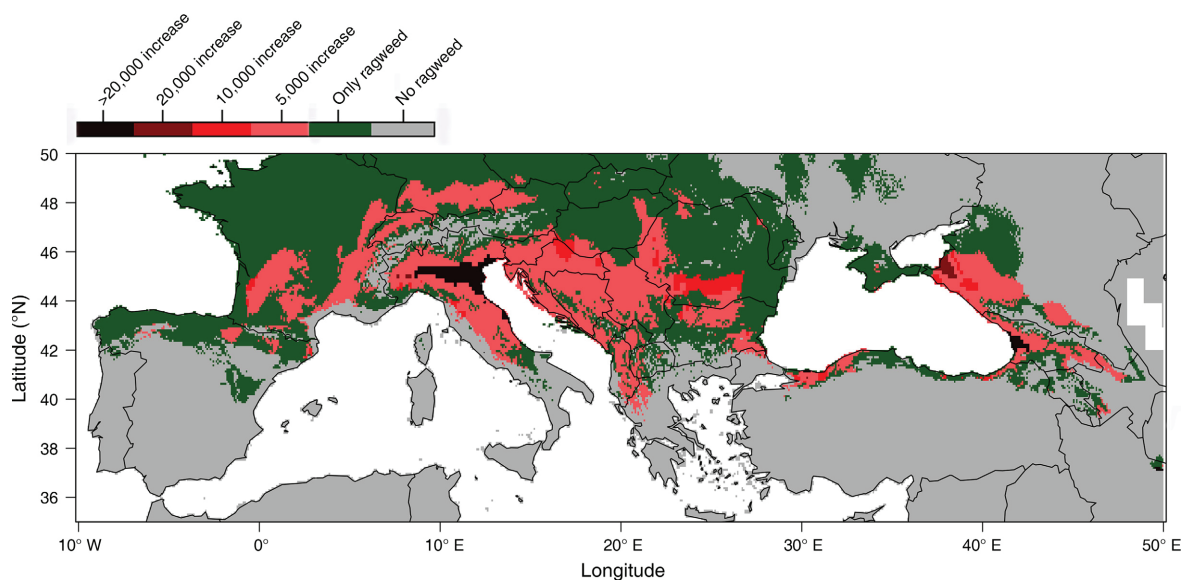 >20,000 increase
20,000 increase
10,000 increase
5,000 increase
Only ragweed
No ragweed
Latitude (°N)
50
48
46
44
42
40
38
36
10° W
0°
10° E
20° E
30° E
40° E
50° E
Longitude